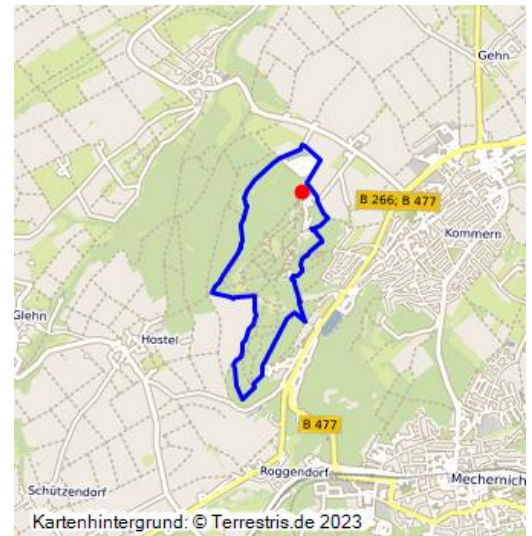 Gehn
B 266; B 477
Kommern
Glehn
Hostel
B 477
Roggendorf
Mechernich
Schützendorf
Kartenhintergrund: © Terrestris.de 2023